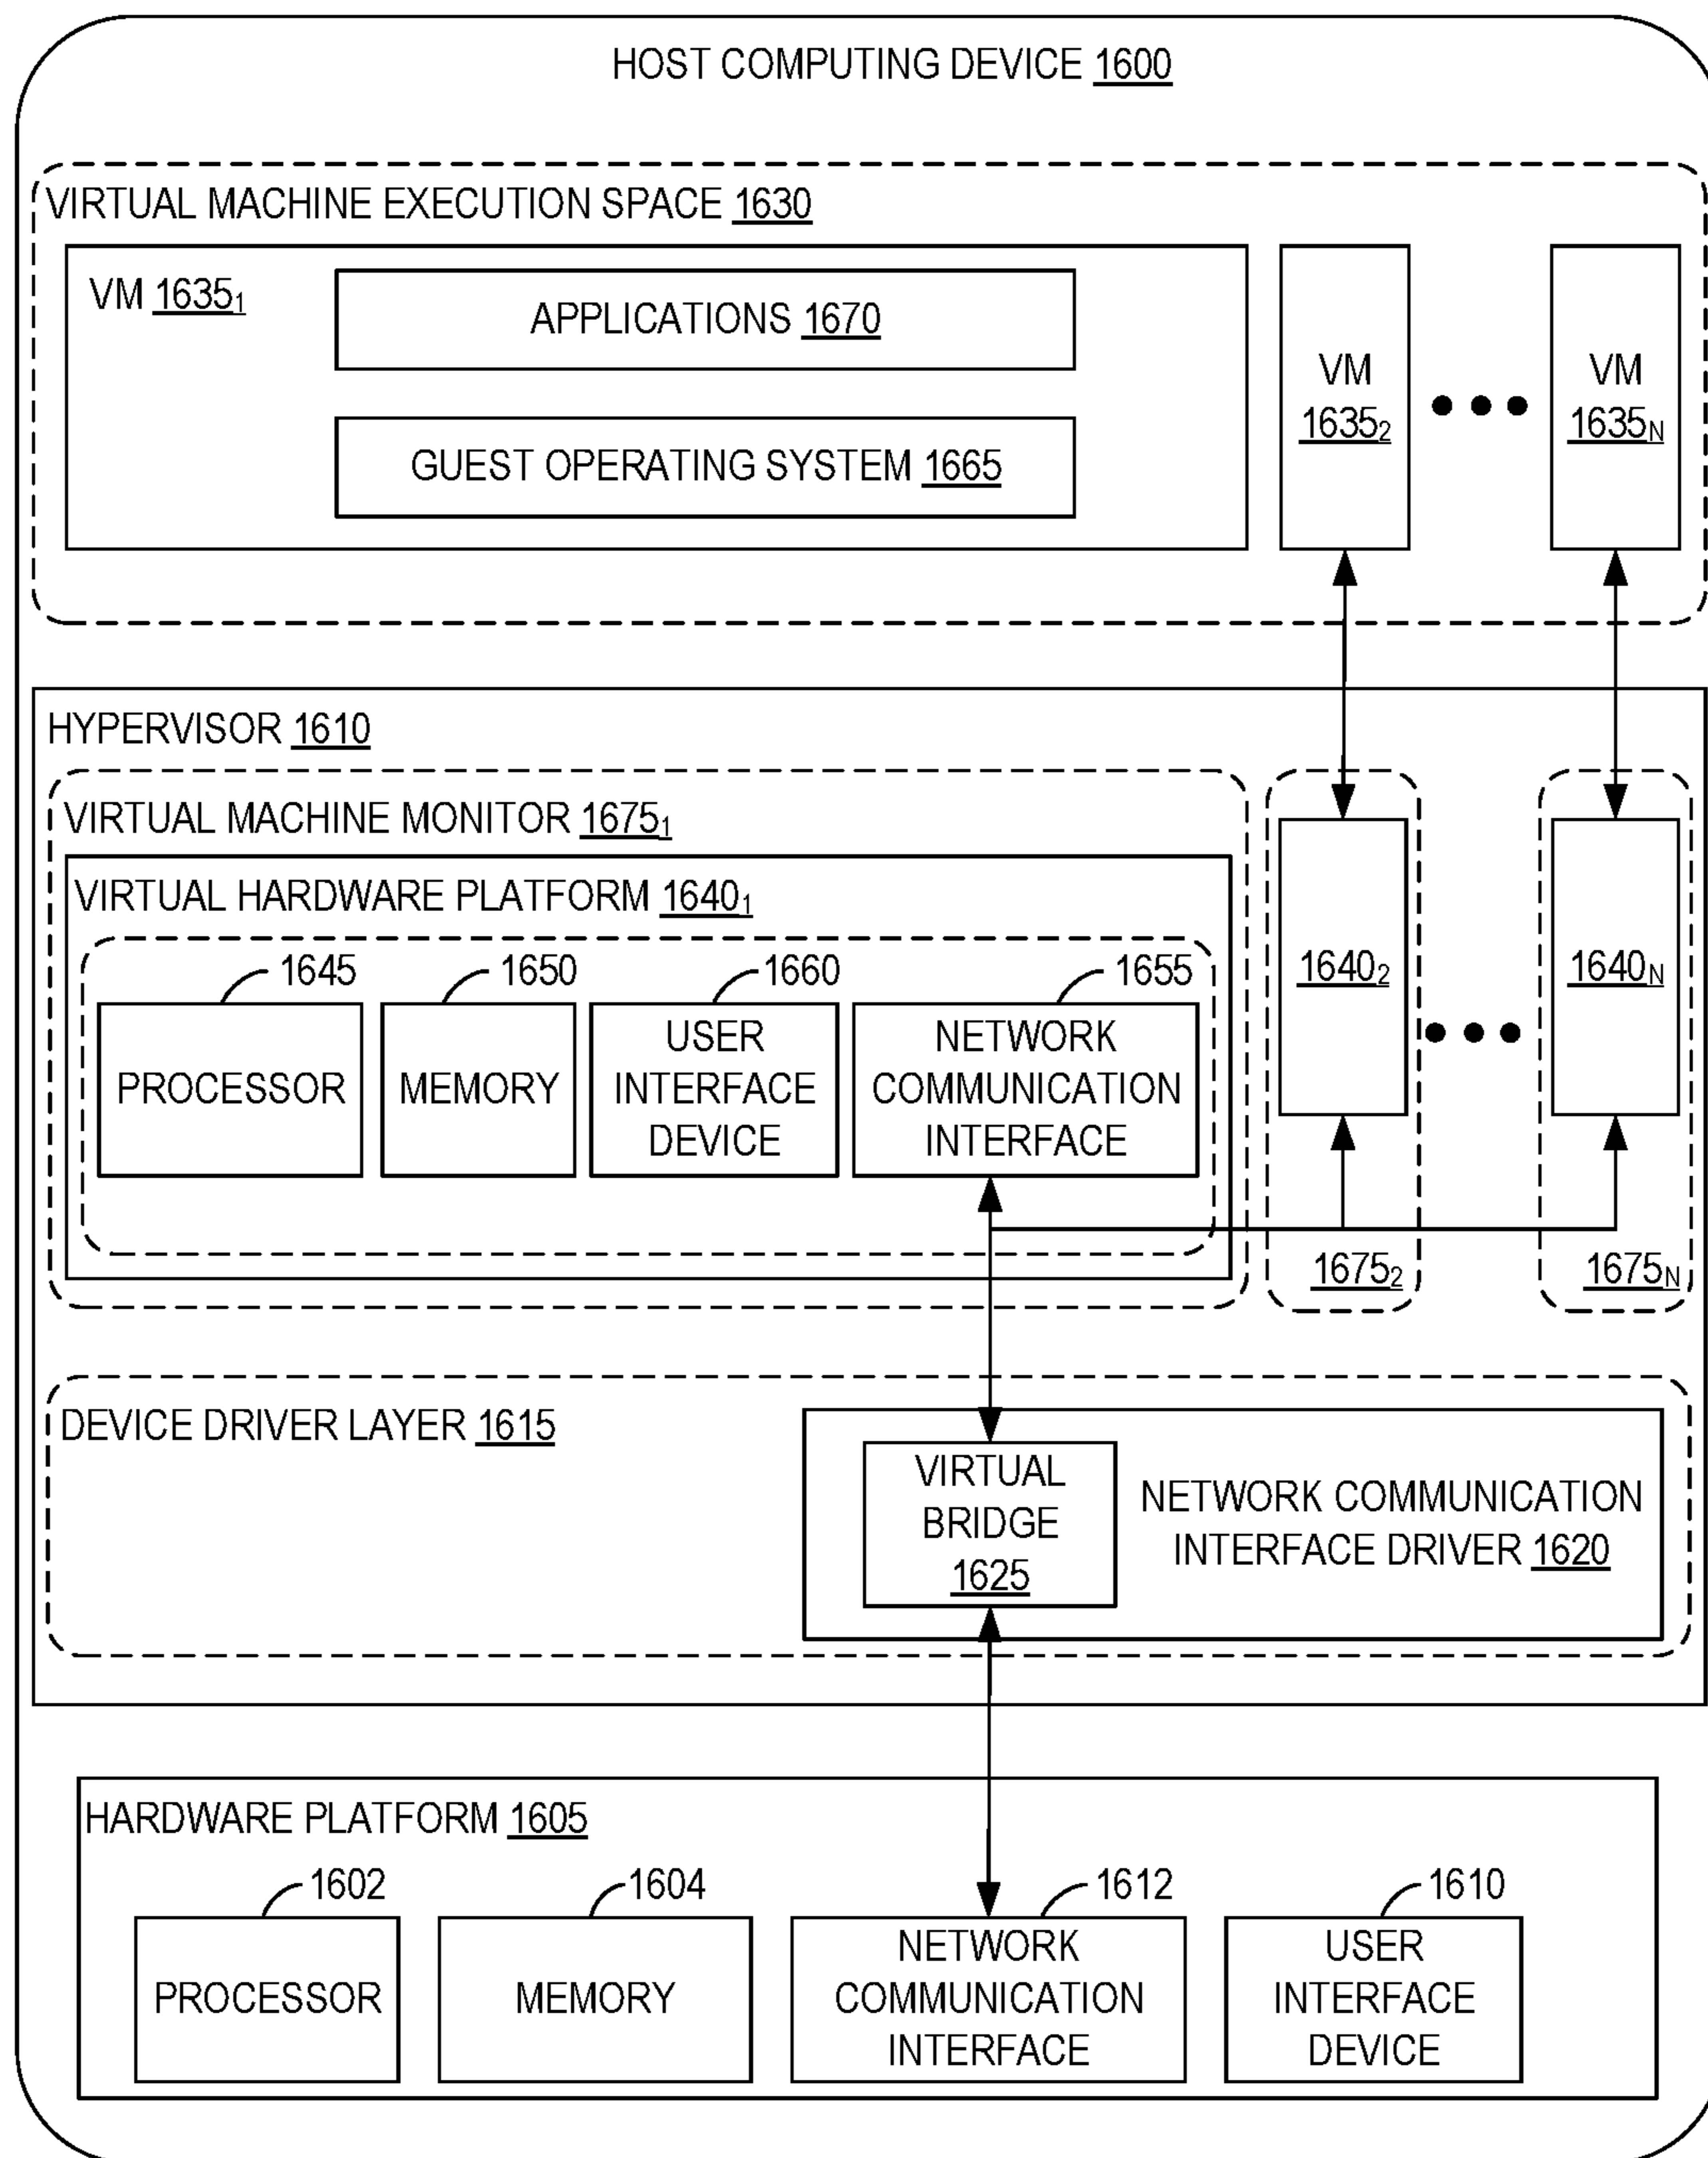 HOST COMPUTING DEVICE 1600
VIRTUAL MACHINE EXECUTION SPACE 1630
VM 1635₁
APPLICATIONS 1670
GUEST OPERATING SYSTEM 1665
VM
1635₂
VM
1635N
HYPERVISOR 1610
VIRTUAL MACHINE MONITOR 1675₁
VIRTUAL HARDWARE PLATFORM 1640₁
1645
1650
1660
1655
PROCESSOR
MEMORY
USER
INTERFACE
DEVICE
NETWORK
COMMUNICATION
INTERFACE
1640₂
1640N
1675₂
1675N
DEVICE DRIVER LAYER 1615
VIRTUAL
BRIDGE
1625
NETWORK COMMUNICATION
INTERFACE DRIVER 1620
HARDWARE PLATFORM 1605
1602
1604
1612
1610
PROCESSOR
MEMORY
NETWORK
COMMUNICATION
INTERFACE
USER
INTERFACE
DEVICE